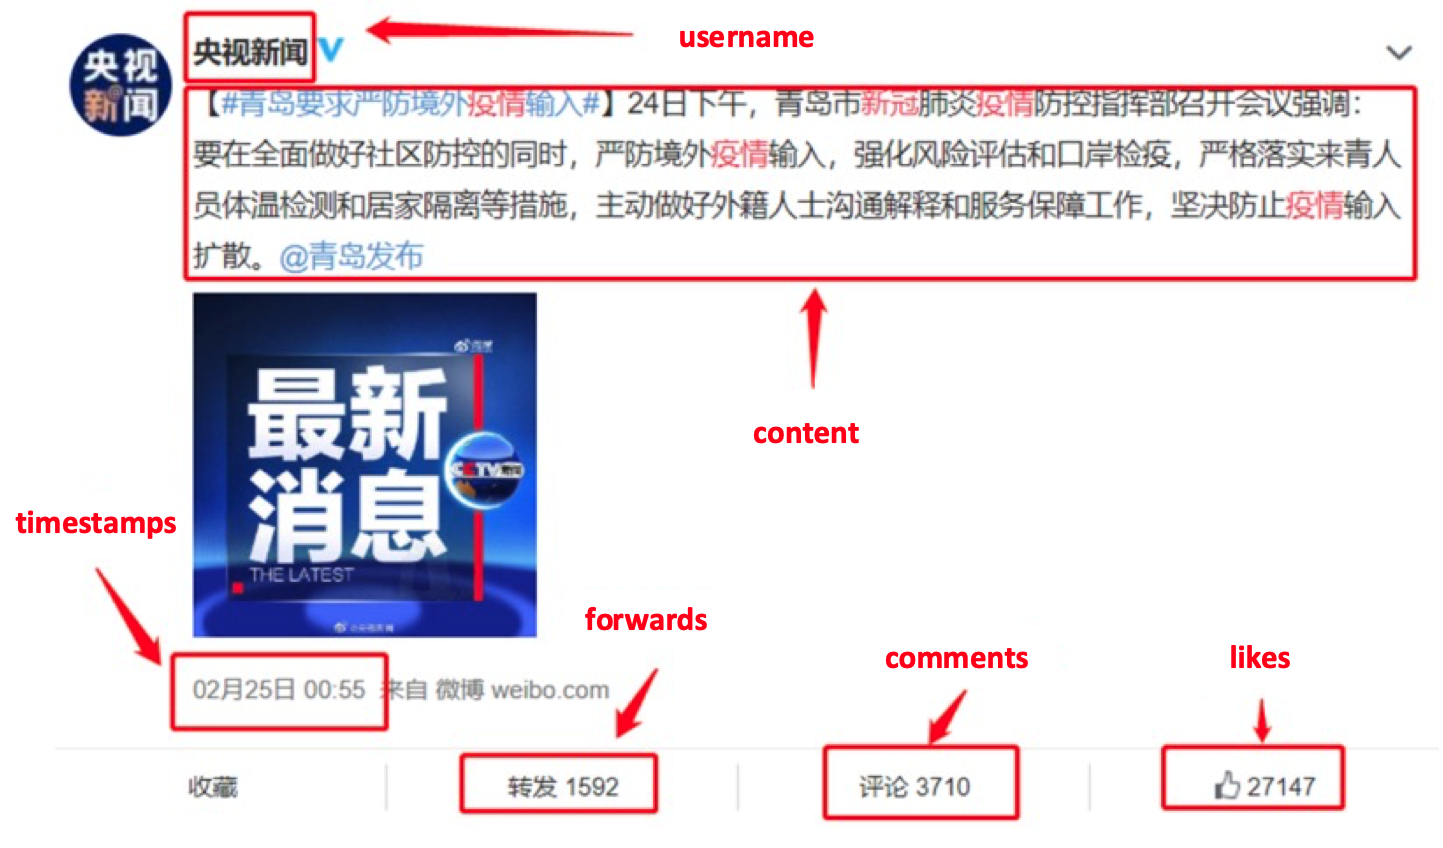 username
央视新闻
央视
新闻
【#青岛要求严防境外疫情输入#】24日下午，青岛市新冠肺炎疫情防控指挥部召开会议强调：
要在全面做好社区防控的同时，严防境外疫情输入，强化风险评估和口岸检疫，严格落实来青人
员体温检测和居家隔离等措施，主动做好外籍人士沟通解释和服务保障工作，坚决防止疫情输入
扩散。@青岛发布
content
最新
消息
CCTV
THE LATEST
timestamps
forwards
comments
likes
02月25日 00:55 来自 微博 weibo.com
收藏
转发 1592
评论 3710
27147